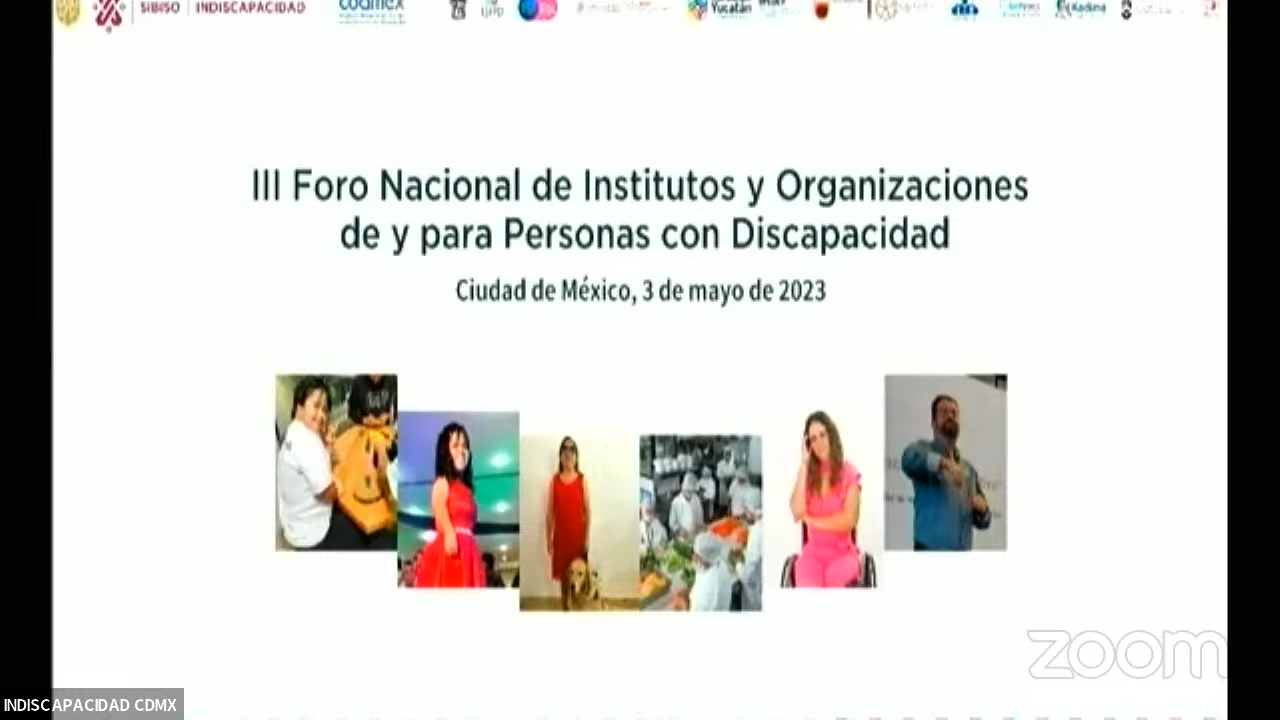 SIBISO INDISCAPACIDAD
codmex
Yucatán
III Foro Nacional de Institutos y Organizaciones
de y para Personas con Discapacidad
Ciudad de México, 3 de mayo de 2023
zoom
INDISCAPACIDAD CDMX